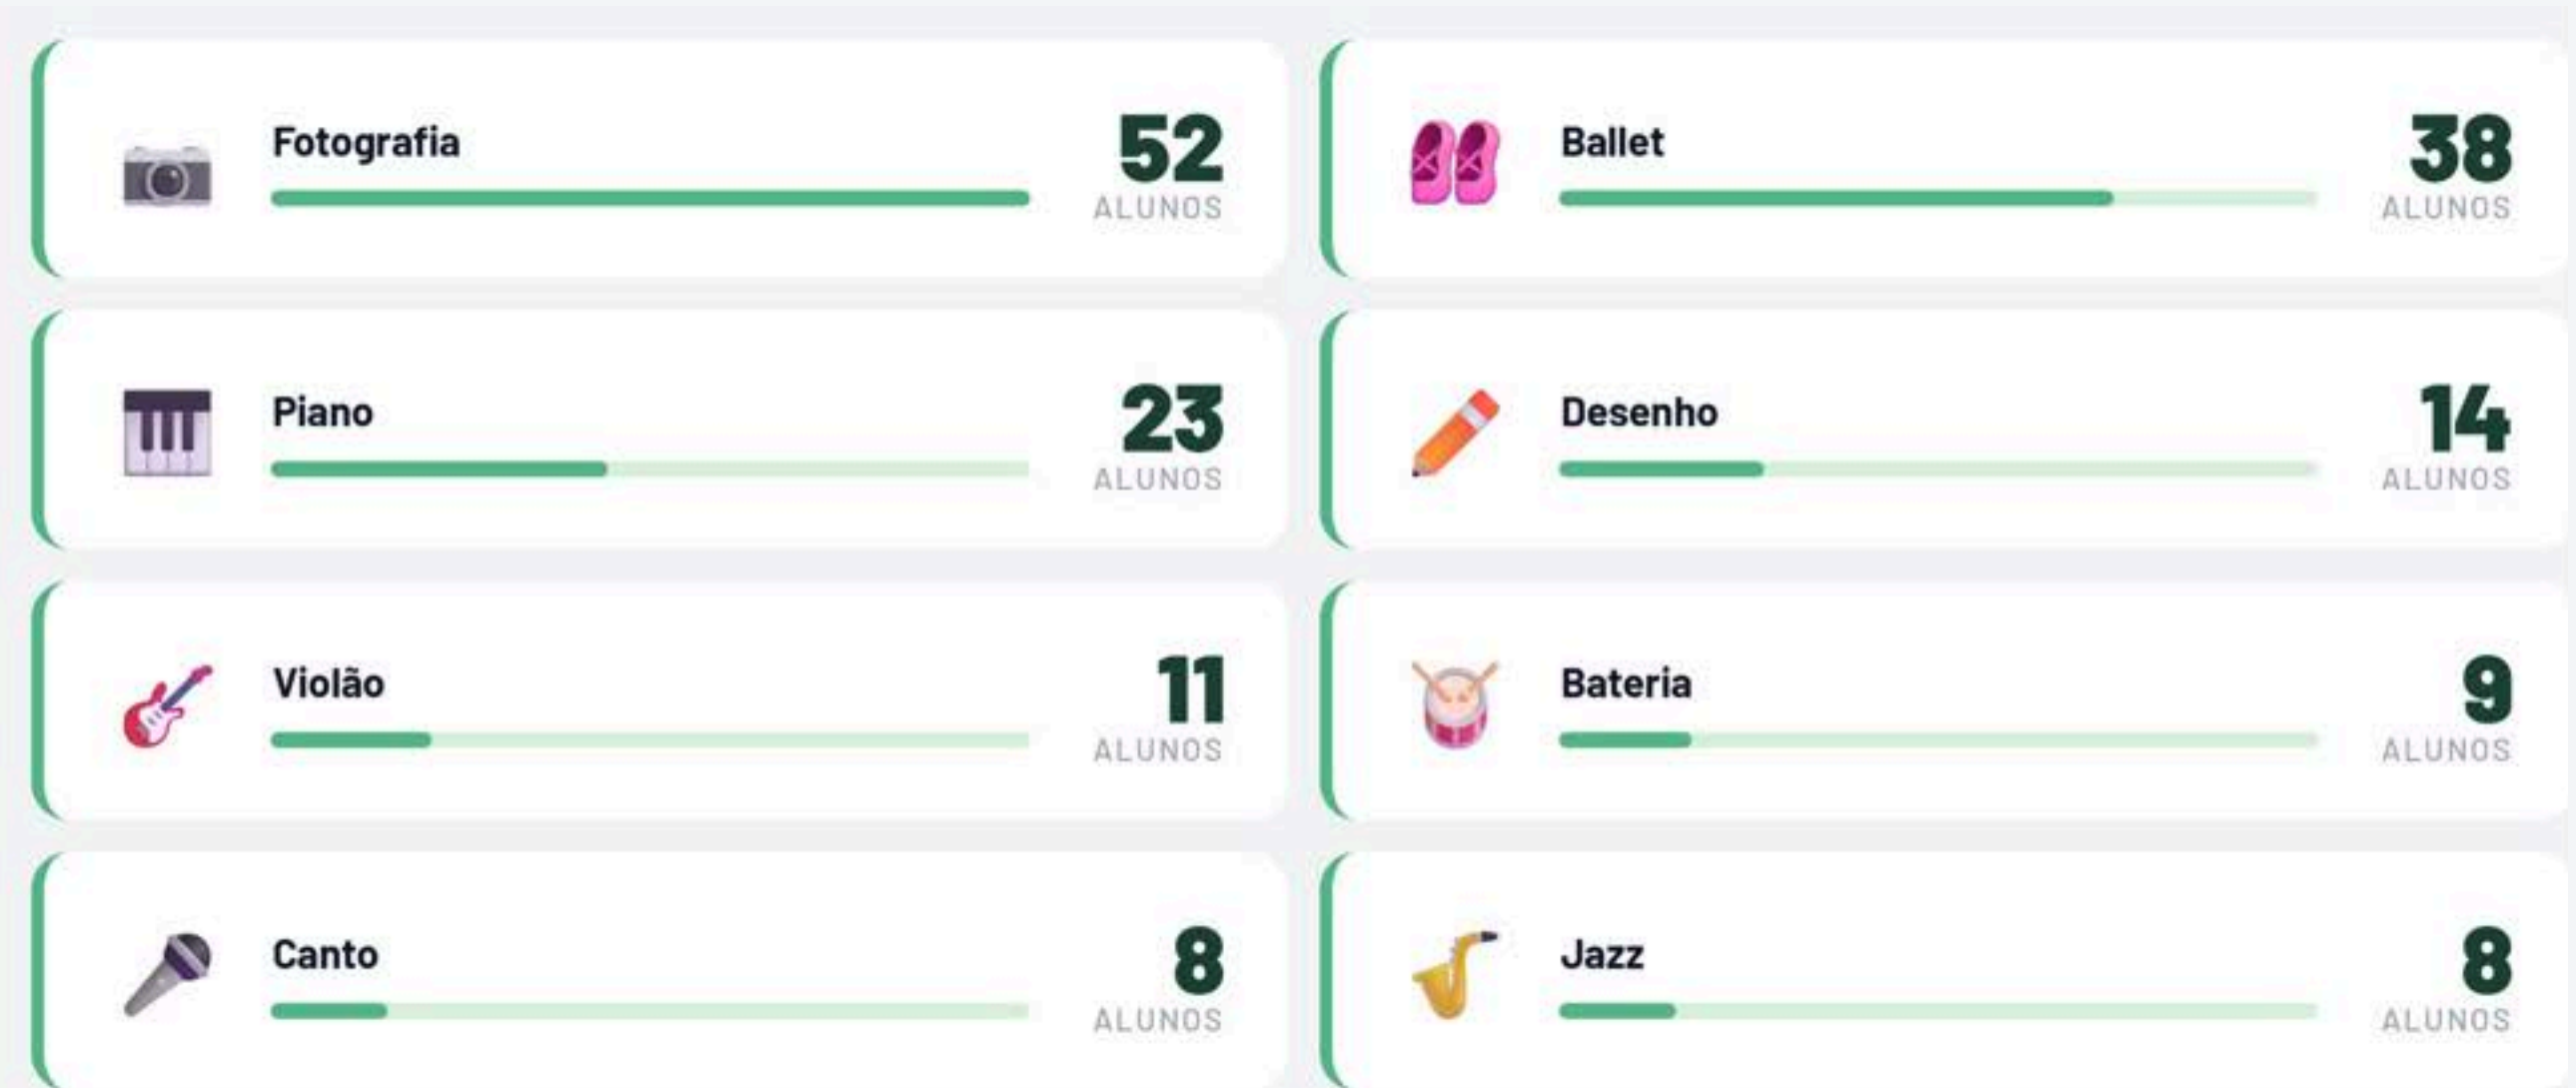 Fotografia
52
ALUNOS
Ballet
38
ALUNOS
Piano
23
ALUNOS
Desenho
14
ALUNOS
Violão
11
ALUNOS
Bateria
9
ALUNOS
Canto
8
ALUNOS
Jazz
8
ALUNOS